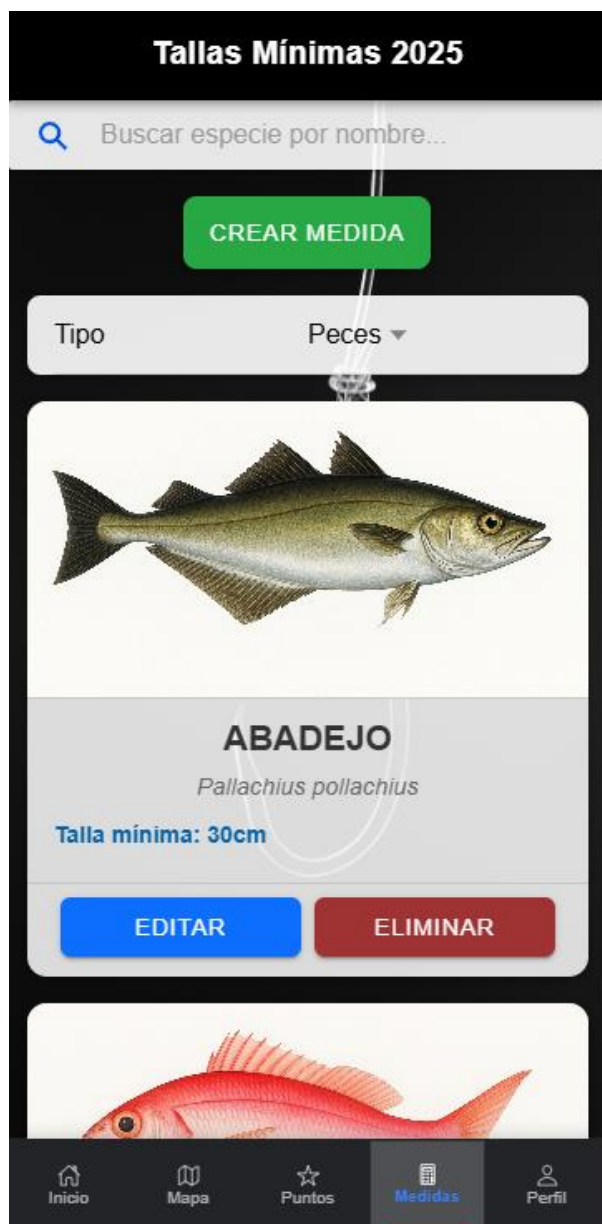 Tallas Mínimas 2025
Buscar especie por nombre...
CREAR MEDIDA
Tipo Peces
ABADEJO
Pallachius pollachius
Talla mínima: 30cm
EDITAR ELIMINAR
Inicio Mapa Puntos Medidas Perfil